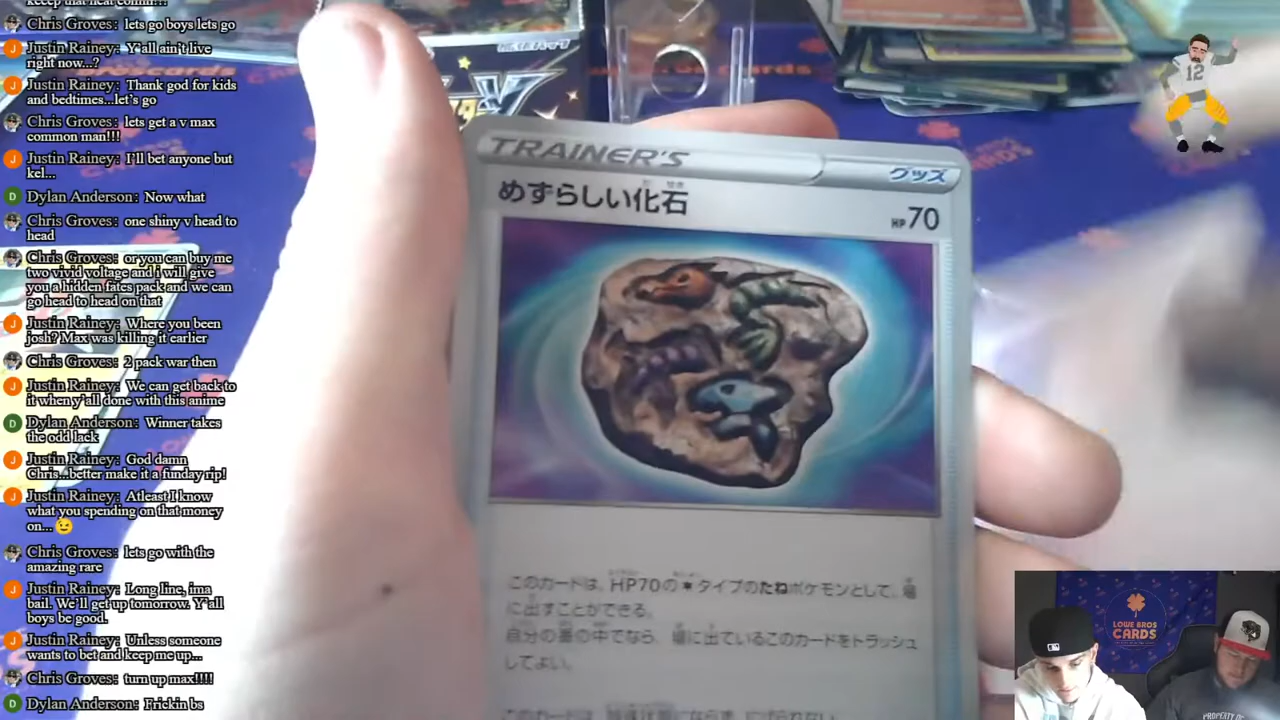 Chris Groves: lets go boys lets go
Justin Rainey: Y'all ain't live
right now...?
Justin Rainey: Thank god for kids
and bedtimes...let's go
Chris Groves: lets get a v max
common man!!!
Justin Rainey: I'll bet anyone but
kel...
Dylan Anderson: Now what
Chris Groves: one shiny v head to
head
Chris Groves: or you can buy me
two vivid voltage and i will give
you a hidden fates pack and we can
go head to head on that
Justin Rainey: Where you been
josh? Max was killing it earlier
Chris Groves: 2 pack war then
Justin Rainey: We can get back to
it when y'all done with this anime
Dylan Anderson: Winner takes
the odd lack
Justin Rainey: God damn
Chris...better make it a funday rip!
Justin Rainey: Atleast I know
what you spending on that money
on... 😉
Chris Groves: lets go with the
amazing rare
Justin Rainey: Long line, ima
bail. We'll get up tomorrow. Y'all
boys be good.
Justin Rainey: Unless someone
wants to bet and keep me up...
Chris Groves: turn up max!!!!
Dylan Anderson: Frickin bs
TRAINER'S
グッズ
めずらしい化石
HP70
このカードは、HP70の タイプのたねポケモンとして、場
に出すことができる。
自分の番の中でなら、場に出ているこのカードをトラッシュ
してよい。
12
LOWE BROS
CARDS